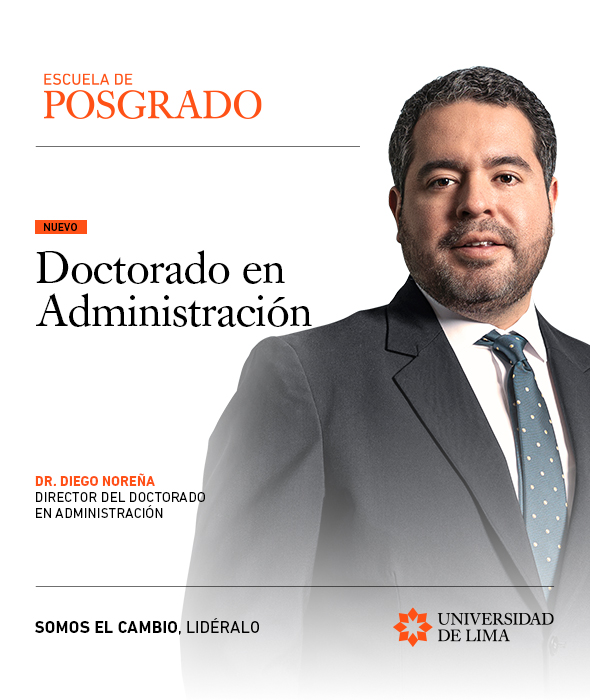 ESCUELA DE
POSGRADO
NUEVO
Doctorado en
Administración
DR. DIEGO NOREÑA
DIRECTOR DEL DOCTORADO
EN ADMINISTRACIÓN
SOMOS EL CAMBIO, LIDÉRALO
UNIVERSIDAD
DE LIMA